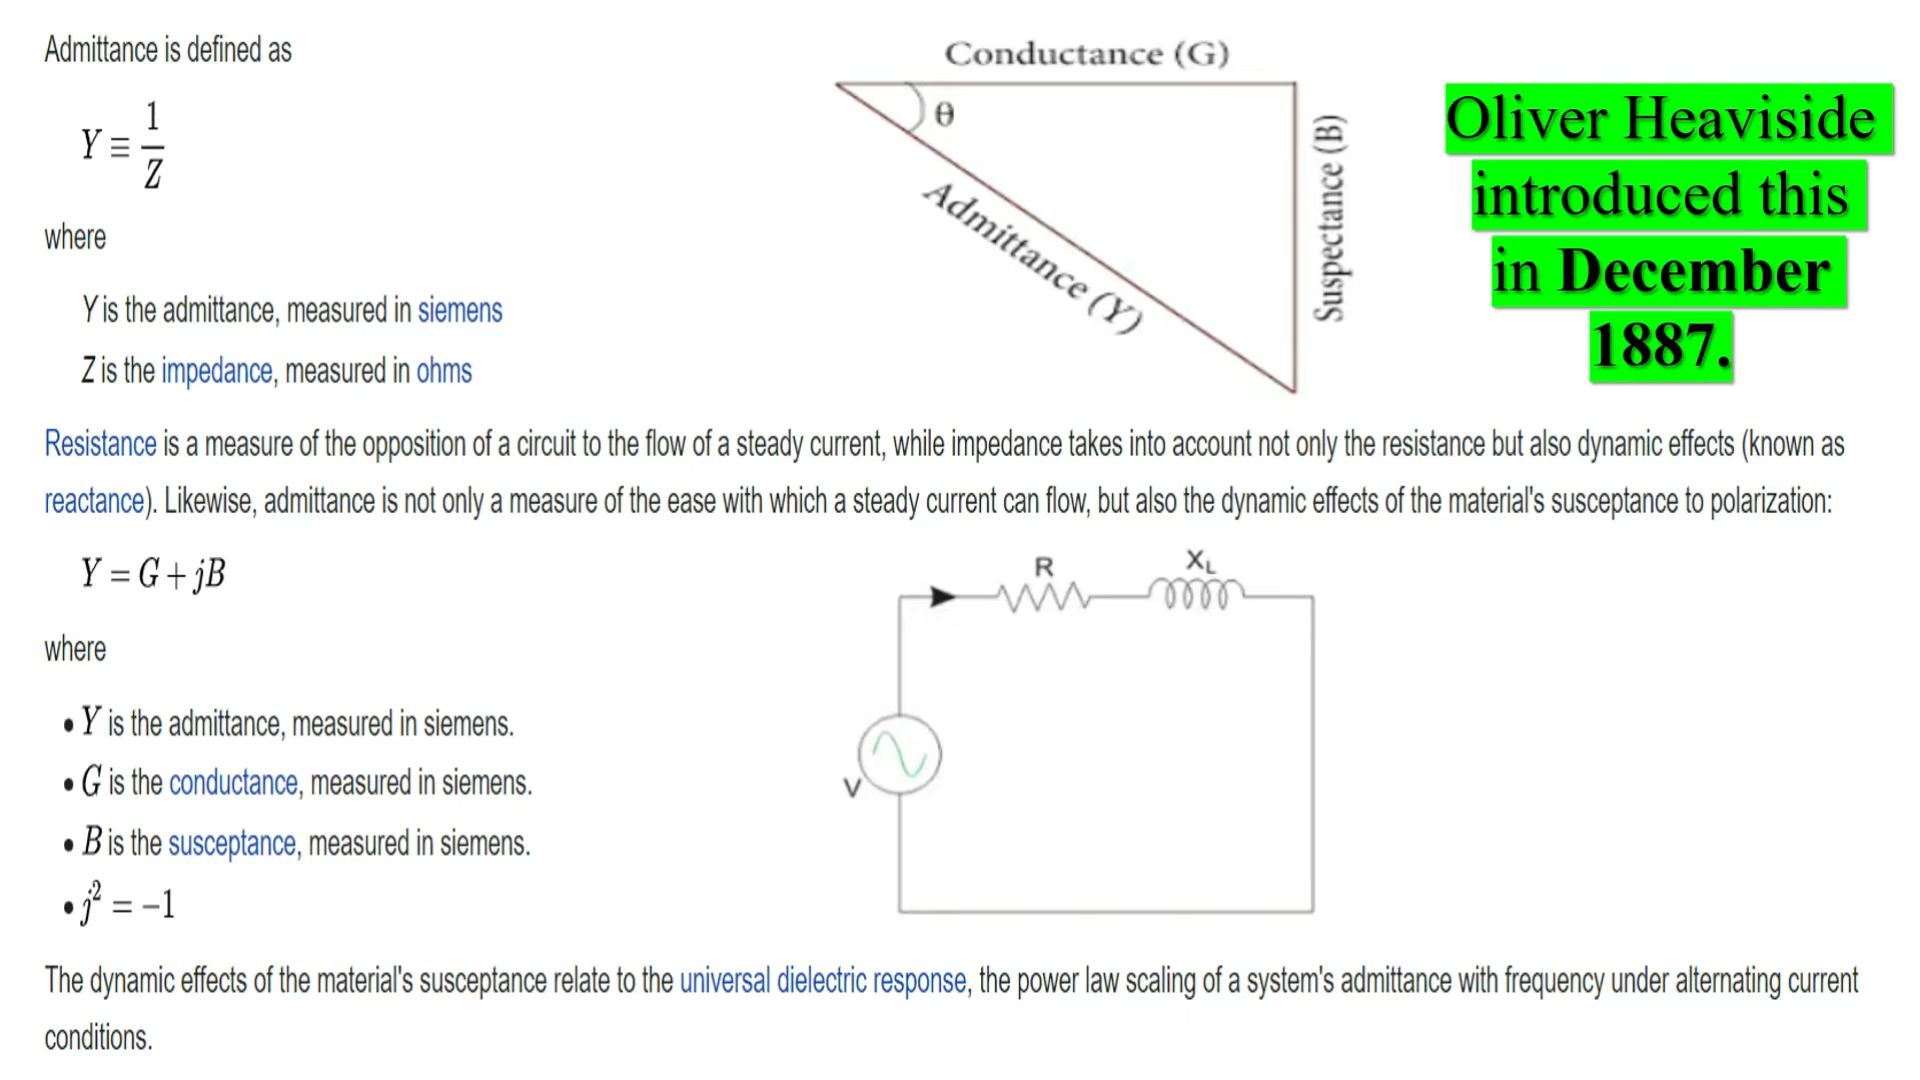 Admittance is defined as
Y ≡ 1/Z
where
Y is the admittance, measured in siemens
Z is the impedance, measured in ohms
Conductance (G)
θ
Admittance (Y)
Suspectance (B)
Oliver Heaviside
introduced this
in December
1887.
Resistance is a measure of the opposition of a circuit to the flow of a steady current, while impedance takes into account not only the resistance but also dynamic effects (known as
reactance). Likewise, admittance is not only a measure of the ease with which a steady current can flow, but also the dynamic effects of the material's susceptance to polarization:
Y = G + jB
where
• Y is the admittance, measured in siemens.
• G is the conductance, measured in siemens.
• B is the susceptance, measured in siemens.
• j² = −1
R
XL
V
The dynamic effects of the material's susceptance relate to the universal dielectric response, the power law scaling of a system's admittance with frequency under alternating current
conditions.